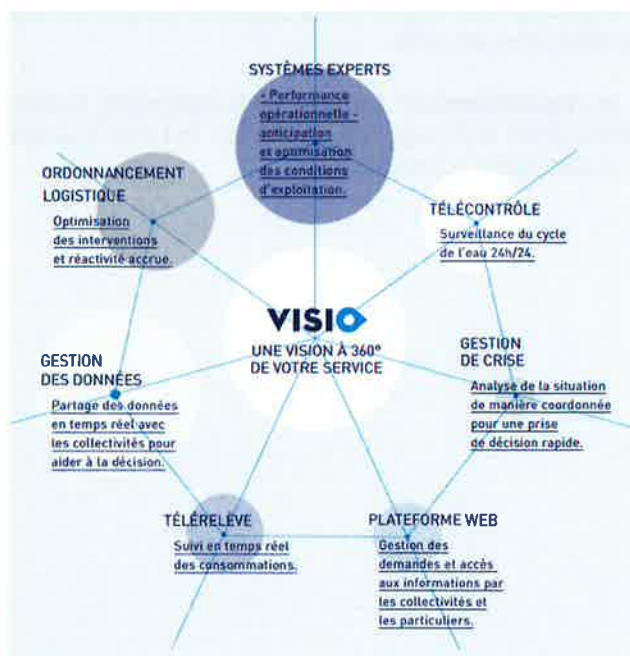 SYSTÈMES EXPERTS
- Performance
opérationnelle -
anticipation
et optimisation
des conditions
d'exploitation.
ORDONNANCEMENT
LOGISTIQUE
Optimisation
des interventions
et réactivité accrue.
TÉLÉCONTRÔLE
Surveillance du cycle
de l'eau 24h/24.
VISIO
UNE VISION À 360°
DE VOTRE SERVICE
GESTION
DES DONNÉES
Partage des données
en temps réel avec
les collectivités pour
aider à la décision.
GESTION
DE CRISE
Analyse de la situation
de manière coordonnée
pour une prise
de décision rapide.
TÉLÉRELÈVE
Suivi en temps réel
des consommations.
PLATEFORME WEB
Gestion des
demandes et accès
aux informations par
les collectivités et
les particuliers.